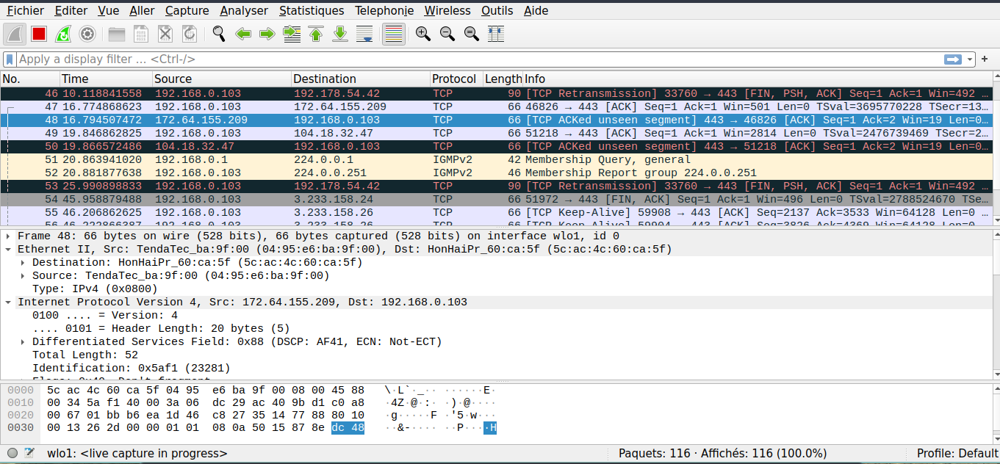 Fichier Editer Vue Aller Capture Analyser Statistiques Telephonie Wireless Outils Aide
Apply a display filter … <Ctrl-/>
No. Time Source Destination Protocol Length Info
46 10.118841558 192.168.0.103 192.178.54.42 TCP 90 [TCP Retransmission] 33760 → 443 [FIN, PSH, ACK] Seq=1 Ack=1 Win=492 …
47 16.774868623 192.168.0.103 172.64.155.209 TCP 66 46826 → 443 [ACK] Seq=1 Ack=1 Win=501 Len=0 TSval=3695770228 TSecr=13…
48 16.794507472 172.64.155.209 192.168.0.103 TCP 66 [TCP ACKed unseen segment] 443 → 46826 [ACK] Seq=1 Ack=2 Win=19 Len=0…
49 19.846862825 192.168.0.103 104.18.32.47 TCP 66 51218 → 443 [ACK] Seq=1 Ack=1 Win=2814 Len=0 TSval=2476739469 TSecr=2…
50 19.866572486 104.18.32.47 192.168.0.103 TCP 66 [TCP ACKed unseen segment] 443 → 51218 [ACK] Seq=1 Ack=2 Win=19 Len=0…
51 20.863941020 192.168.0.1 224.0.0.1 IGMPv2 42 Membership Query, general
52 20.881877638 192.168.0.103 224.0.0.251 IGMPv2 46 Membership Report group 224.0.0.251
53 25.990898833 192.168.0.103 192.178.54.42 TCP 90 [TCP Retransmission] 33760 → 443 [FIN, PSH, ACK] Seq=1 Ack=1 Win=492 …
54 45.958879488 192.168.0.103 3.233.158.24 TCP 66 51972 → 443 [FIN, ACK] Seq=1 Ack=1 Win=496 Len=0 TSval=2788524670 TSe…
55 46.206862625 192.168.0.103 3.233.158.26 TCP 66 [TCP Keep-Alive] 59908 → 443 [ACK] Seq=2137 Ack=3533 Win=64128 Len=0 …
56 46.222866387 192.168.0.103 3.233.158.26 TCP 66 [TCP Keep-Alive] 59904 → 443 [ACK] Seq=3826 Ack=4369 Win=64128 Len=0 …
Frame 48: 66 bytes on wire (528 bits), 66 bytes captured (528 bits) on interface wlo1, id 0
Ethernet II, Src: TendaTec_ba:9f:00 (04:95:e6:ba:9f:00), Dst: HonHaiPr_60:ca:5f (5c:ac:4c:60:ca:5f)
Destination: HonHaiPr_60:ca:5f (5c:ac:4c:60:ca:5f)
Source: TendaTec_ba:9f:00 (04:95:e6:ba:9f:00)
Type: IPv4 (0x0800)
Internet Protocol Version 4, Src: 172.64.155.209, Dst: 192.168.0.103
0100 .... = Version: 4
.... 0101 = Header Length: 20 bytes (5)
Differentiated Services Field: 0x88 (DSCP: AF41, ECN: Not-ECT)
Total Length: 52
Identification: 0x5af1 (23281)
Flags: 0x40, Don't fragment
0000 5c ac 4c 60 ca 5f 04 95 e6 ba 9f 00 08 00 45 88 \·L`·_·· ······E·
0010 00 34 5a f1 40 00 3a 06 dc 29 ac 40 9b d1 c0 a8 ·4Z·@·:· ·)·@····
0020 00 67 01 bb b6 ea 1d 46 c8 27 35 14 77 88 80 10 ·g·····F ·'5·w···
0030 00 13 26 2d 00 00 01 01 08 0a 50 15 87 8e dc 48 ··&-···· ··P····H
wlo1: <live capture in progress>
Paquets: 116 · Affichés: 116 (100.0%)
Profile: Default